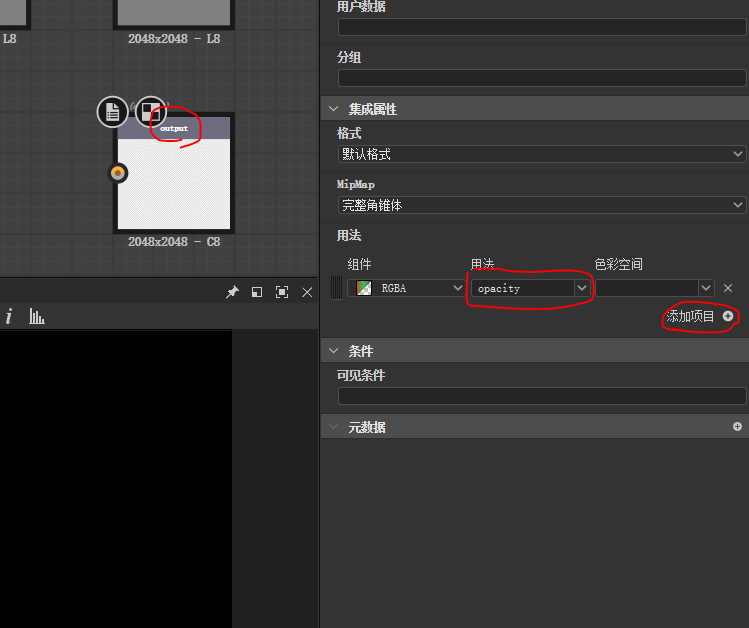 L8
2048x2048 - L8
output
2048x2048 - C8
i
用户数据
分组
集成属性
格式
默认格式
MipMap
完整角锥体
用法
组件 用法 色彩空间
RGBA opacity
添加项目
条件
可见条件
元数据